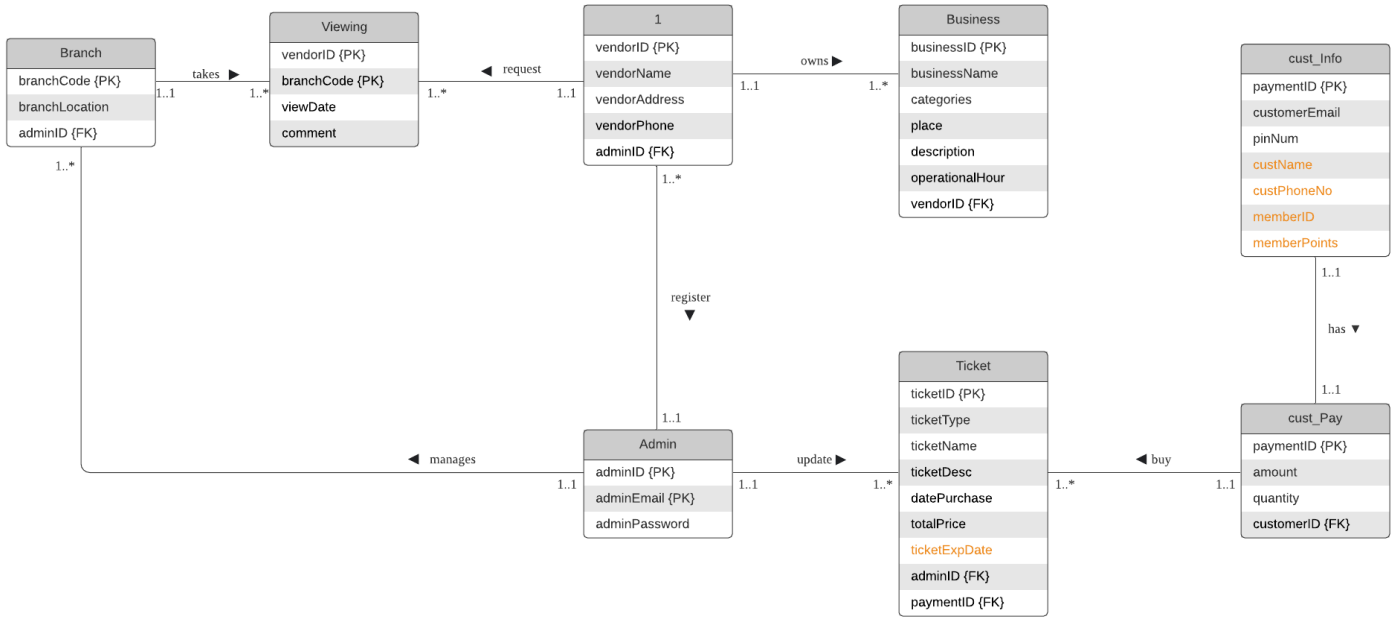 Branch
branchCode {PK}
branchLocation
adminID {FK}
takes ▶
1..1
1..*
Viewing
vendorID {PK}
branchCode {PK}
viewDate
comment
◀ request
1..*
1..1
1
vendorID {PK}
vendorName
vendorAddress
vendorPhone
adminID {FK}
owns ▶
1..1
1..*
Business
businessID {PK}
businessName
categories
place
description
operationalHour
vendorID {FK}
cust_Info
paymentID {PK}
customerEmail
pinNum
custName
custPhoneNo
memberID
memberPoints
1..*
1..*
register
▼
1..1
1..1
has ▼
1..1
◀ manages
1..1
Admin
adminID {PK}
adminEmail {PK}
adminPassword
update ▶
1..1
1..*
Ticket
ticketID {PK}
ticketType
ticketName
ticketDesc
datePurchase
totalPrice
ticketExpDate
adminID {FK}
paymentID {FK}
◀ buy
1..*
1..1
cust_Pay
paymentID {PK}
amount
quantity
customerID {FK}